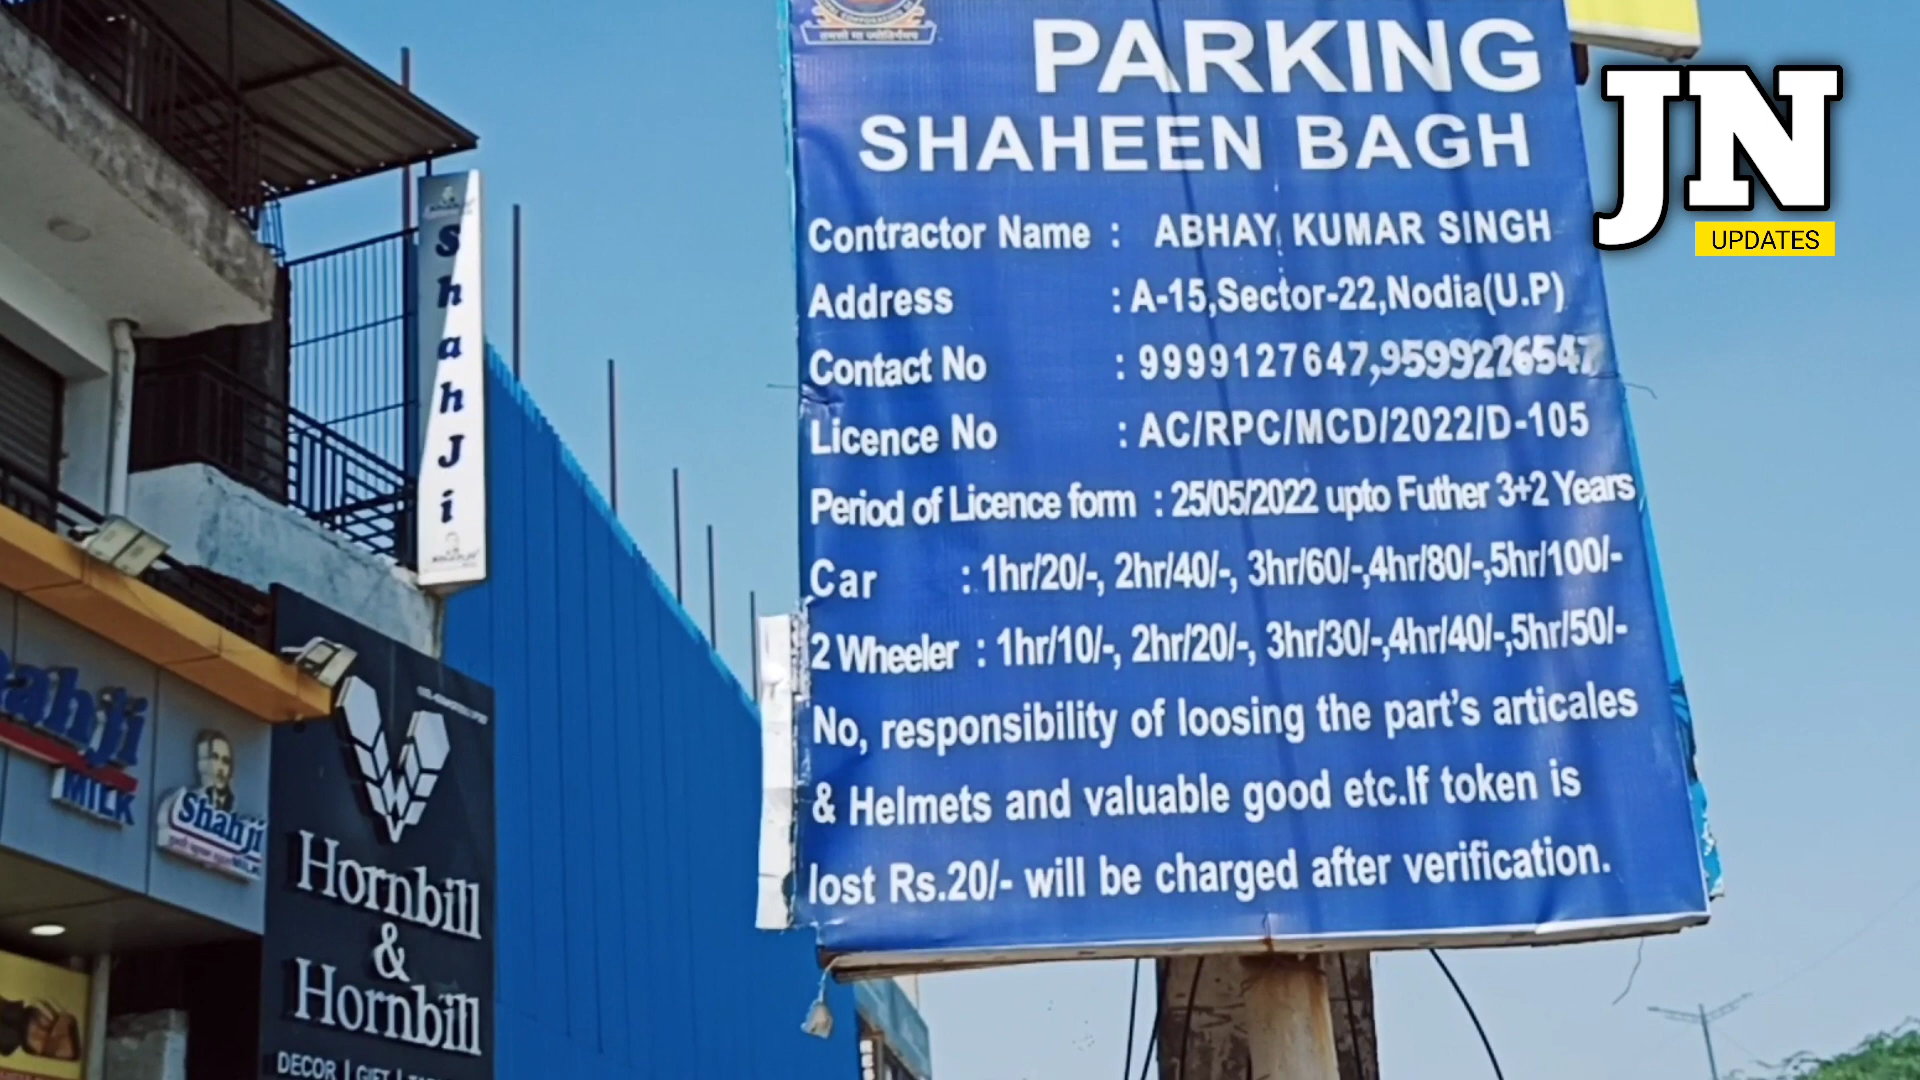 तमसो मा ज्योतिर्गमय
PARKING
SHAHEEN BAGH
Contractor Name : ABHAY KUMAR SINGH
Address : A-15,Sector-22,Nodia(U.P)
Contact No : 9999127647,9599226547
Licence No : AC/RPC/MCD/2022/D-105
Period of Licence form : 25/05/2022 upto Futher 3+2 Years
Car : 1hr/20/-, 2hr/40/-, 3hr/60/-,4hr/80/-,5hr/100/-
2 Wheeler : 1hr/10/-, 2hr/20/-, 3hr/30/-,4hr/40/-,5hr/50/-
No, responsibility of loosing the part's articales
& Helmets and valuable good etc.If token is
lost Rs.20/- will be charged after verification.
JN
UPDATES
ShahJi
ahji
MILK
Shahji
Hornbill
&
Hornbill
DECOR | GIFT |